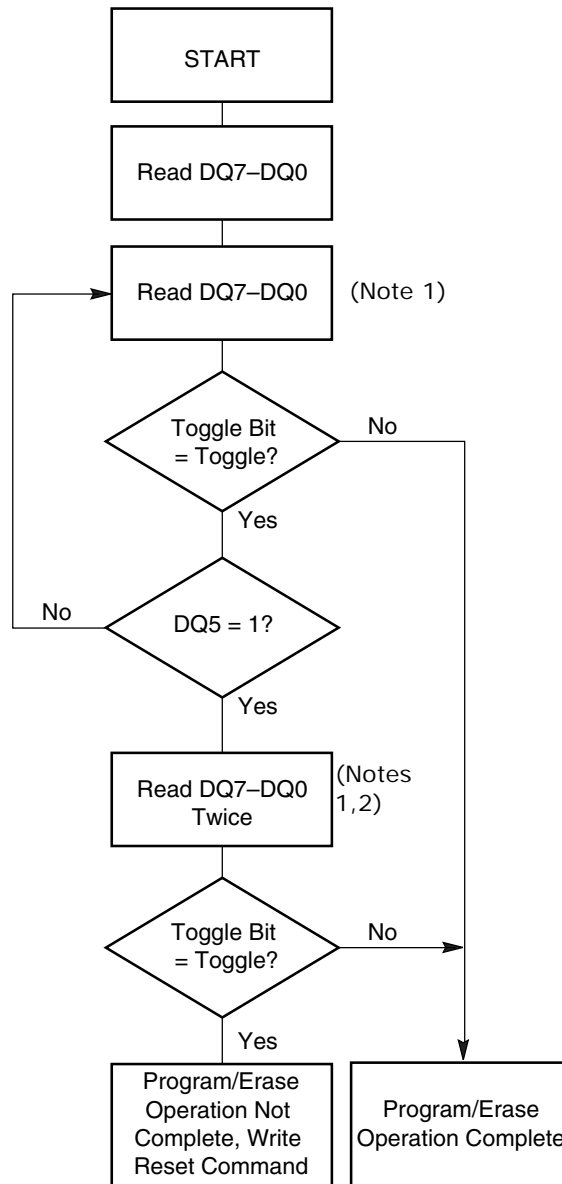 START
Read DQ7–DQ0
Read DQ7–DQ0
(Note 1)
Toggle Bit
= Toggle?
No
Yes
No
DQ5 = 1?
Yes
Read DQ7–DQ0
Twice
(Notes
1,2)
Toggle Bit
= Toggle?
No
Yes
Program/Erase
Operation Not
Complete, Write
Reset Command
Program/Erase
Operation Complete